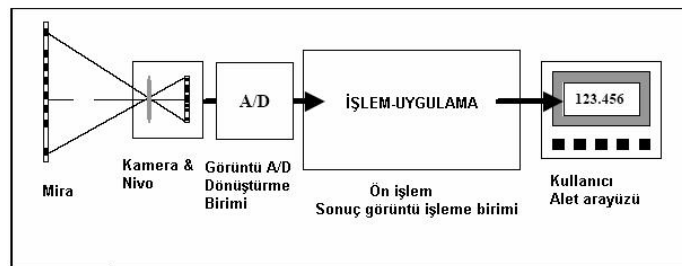 A/D
İŞLEM-UYGULAMA
123.456
Mira
Kamera &
Nivo
Görüntü A/D
Dönüştürme
Birimi
Ön işlem
Sonuç görüntü işleme birimi
Kullanıcı
Alet arayüzü